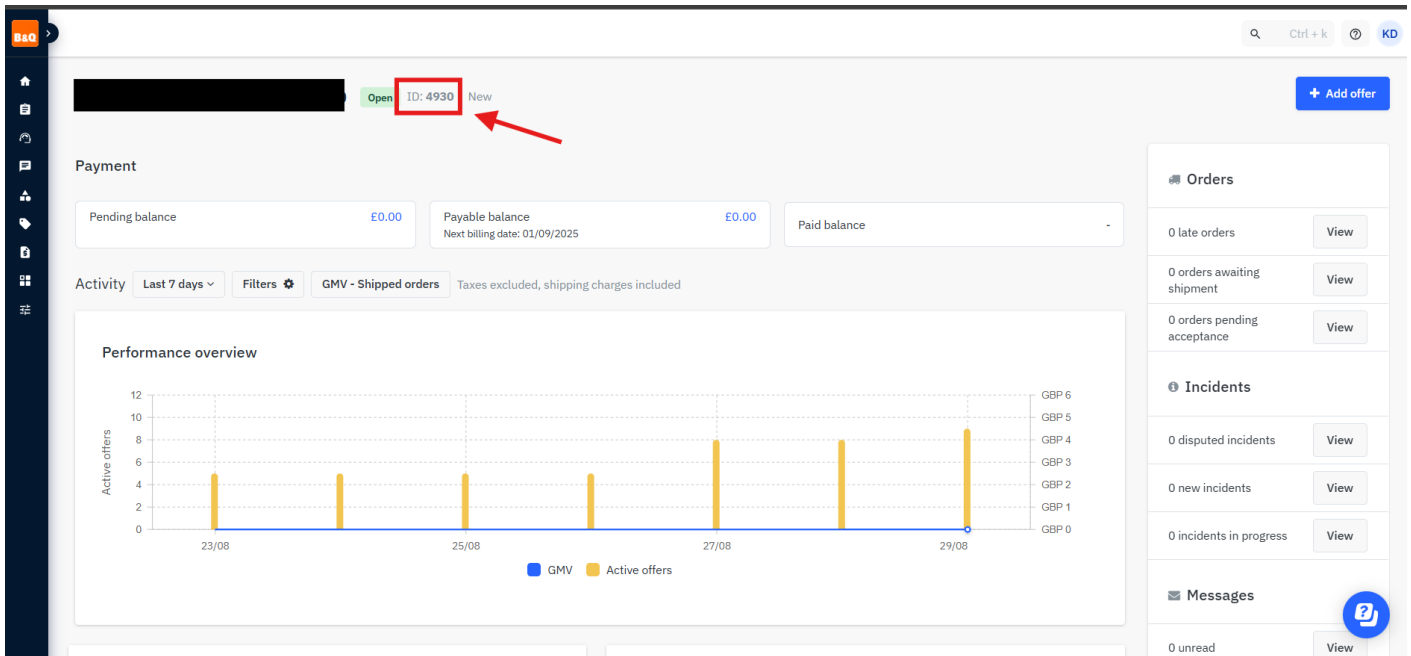 B&Q
Ctrl + k
KD
Open ID: 4930 New
+ Add offer
Payment
Pending balance £0.00
Payable balance £0.00
Next billing date: 01/09/2025
Paid balance -
Activity Last 7 days Filters GMV - Shipped orders Taxes excluded, shipping charges included
Performance overview
12 GBP 6
10 GBP 5
8 GBP 4
6 GBP 3
4 GBP 2
2 GBP 1
0 GBP 0
Active offers
23/08 25/08 27/08 29/08
GMV Active offers
Orders
0 late orders View
0 orders awaiting
shipment View
0 orders pending
acceptance View
Incidents
0 disputed incidents View
0 new incidents View
0 incidents in progress View
Messages
0 unread View